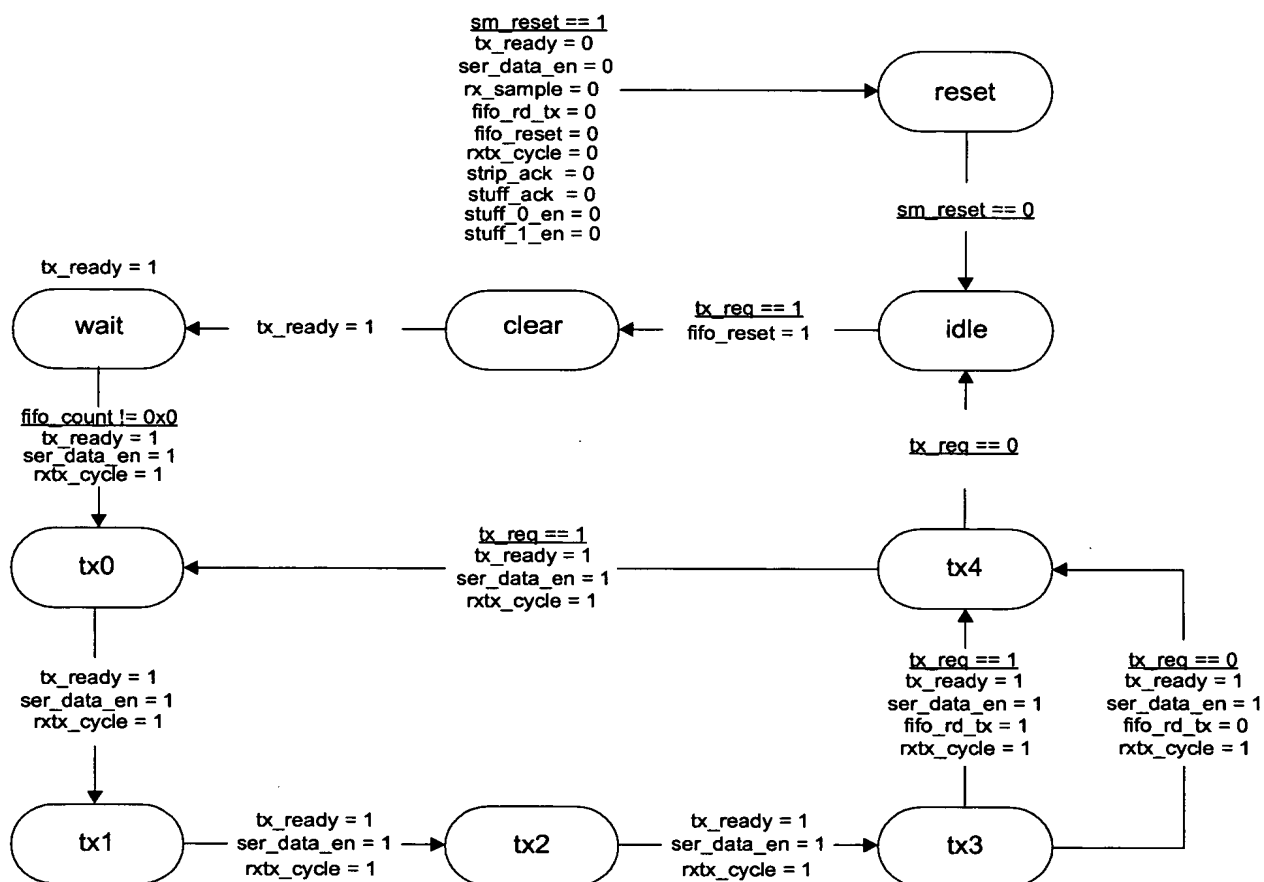 sm_reset == 1
tx_ready = 0
ser_data_en = 0
rx_sample = 0
fifo_rd_tx = 0
fifo_reset = 0
rxtx_cycle = 0
strip_ack = 0
stuff_ack = 0
stuff_0_en = 0
stuff_1_en = 0
reset
sm_reset == 0
tx_ready = 1
wait
tx_ready = 1
clear
tx_req == 1
fifo_reset = 1
idle
fifo_count != 0x0
tx_ready = 1
ser_data_en = 1
rxtx_cycle = 1
tx_req == 0
tx0
tx_req == 1
tx_ready = 1
ser_data_en = 1
rxtx_cycle = 1
tx4
tx_ready = 1
ser_data_en = 1
rxtx_cycle = 1
tx_req == 1
tx_ready = 1
ser_data_en = 1
fifo_rd_tx = 1
rxtx_cycle = 1
tx_req == 0
tx_ready = 1
ser_data_en = 1
fifo_rd_tx = 0
rxtx_cycle = 1
tx1
tx_ready = 1
ser_data_en = 1
rxtx_cycle = 1
tx2
tx_ready = 1
ser_data_en = 1
rxtx_cycle = 1
tx3